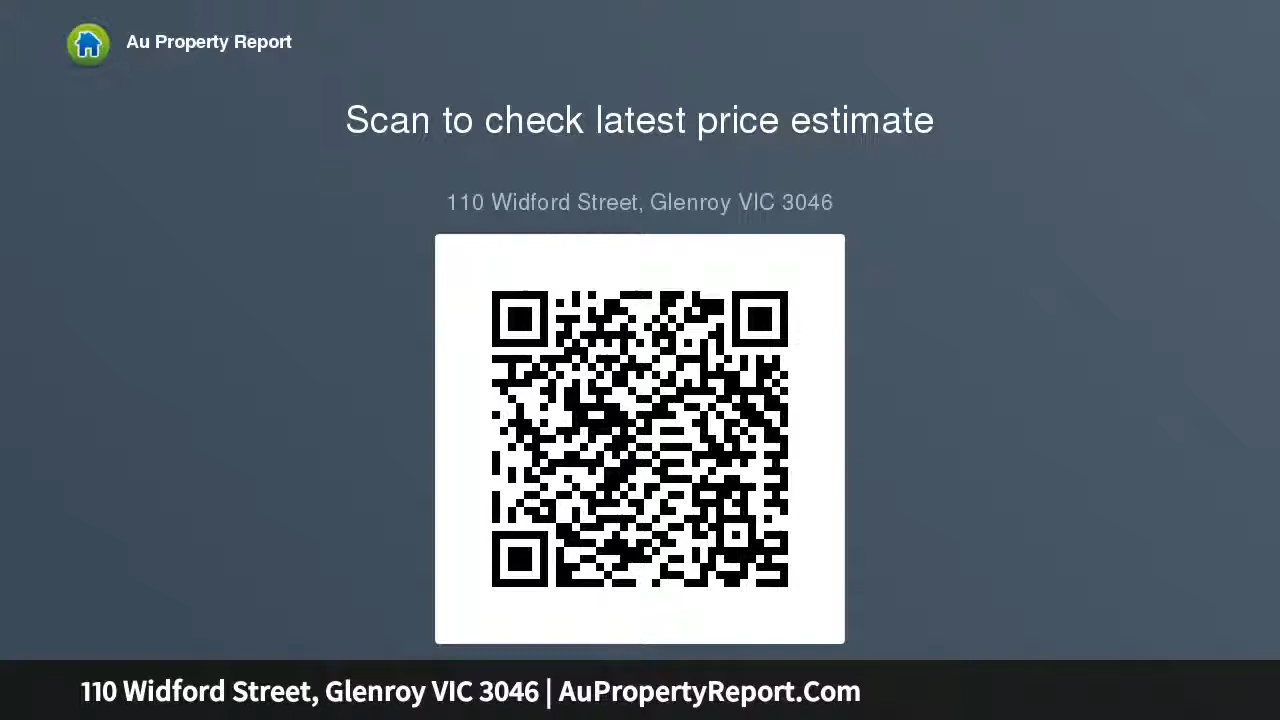 Au Property Report
Scan to check latest price estimate
110 Widford Street, Glenroy VIC 3046
110 Widford Street, Glenroy VIC 3046 | AuPropertyReport.Com